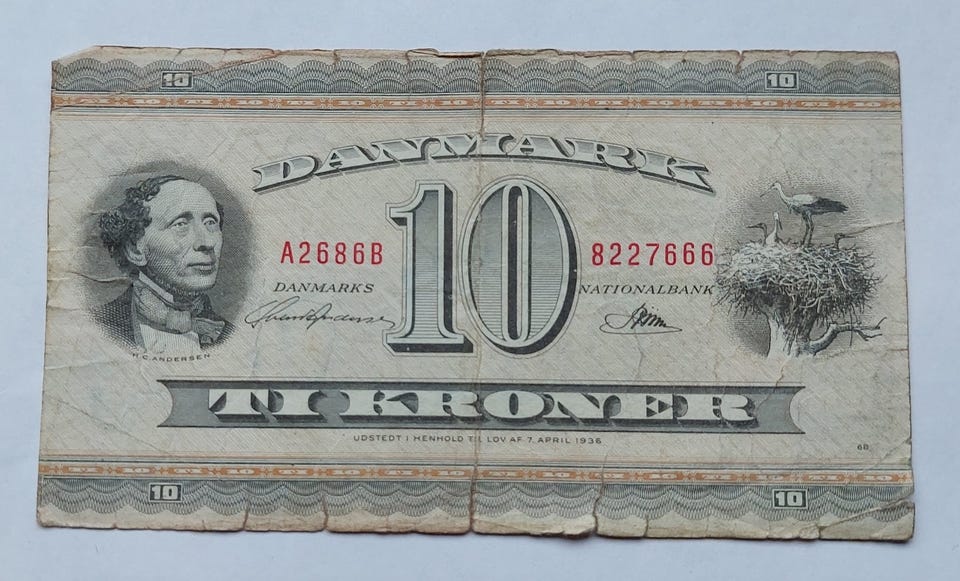 10 10
DANMARK
10
A2686B 8227666
DANMARKS NATIONALBANK
H.C. ANDERSEN
TI KRONER
UDSTEDT I HENHOLD TIL LOV AF 7. APRIL 1936
6B
10 10